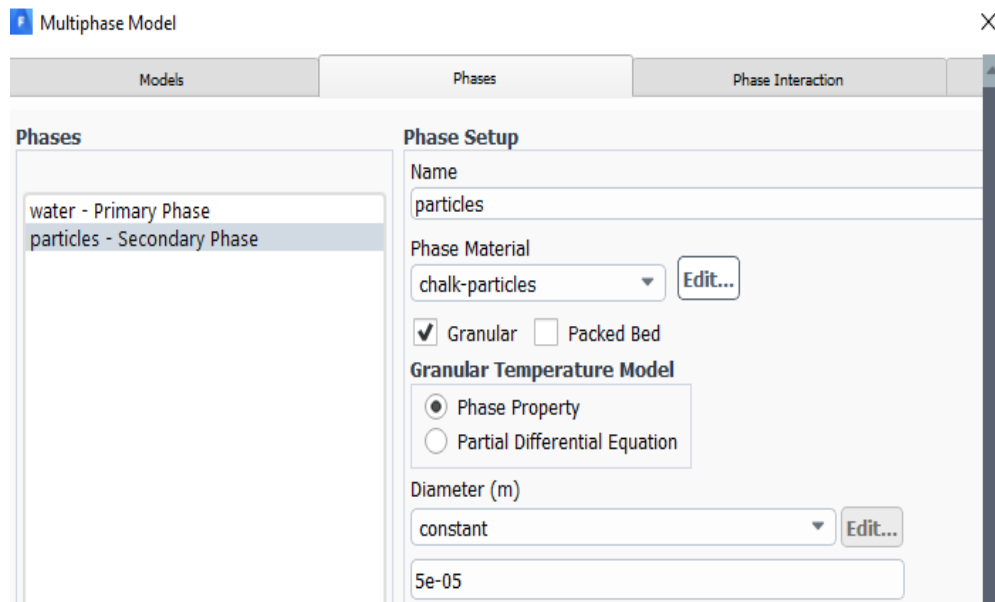 Multiphase Model
Models
Phases
Phase Interaction
Phases
water - Primary Phase
particles - Secondary Phase
Phase Setup
Name
particles
Phase Material
chalk-particles
Edit...
Granular
Packed Bed
Granular Temperature Model
Phase Property
Partial Differential Equation
Diameter (m)
constant
Edit...
5e-05